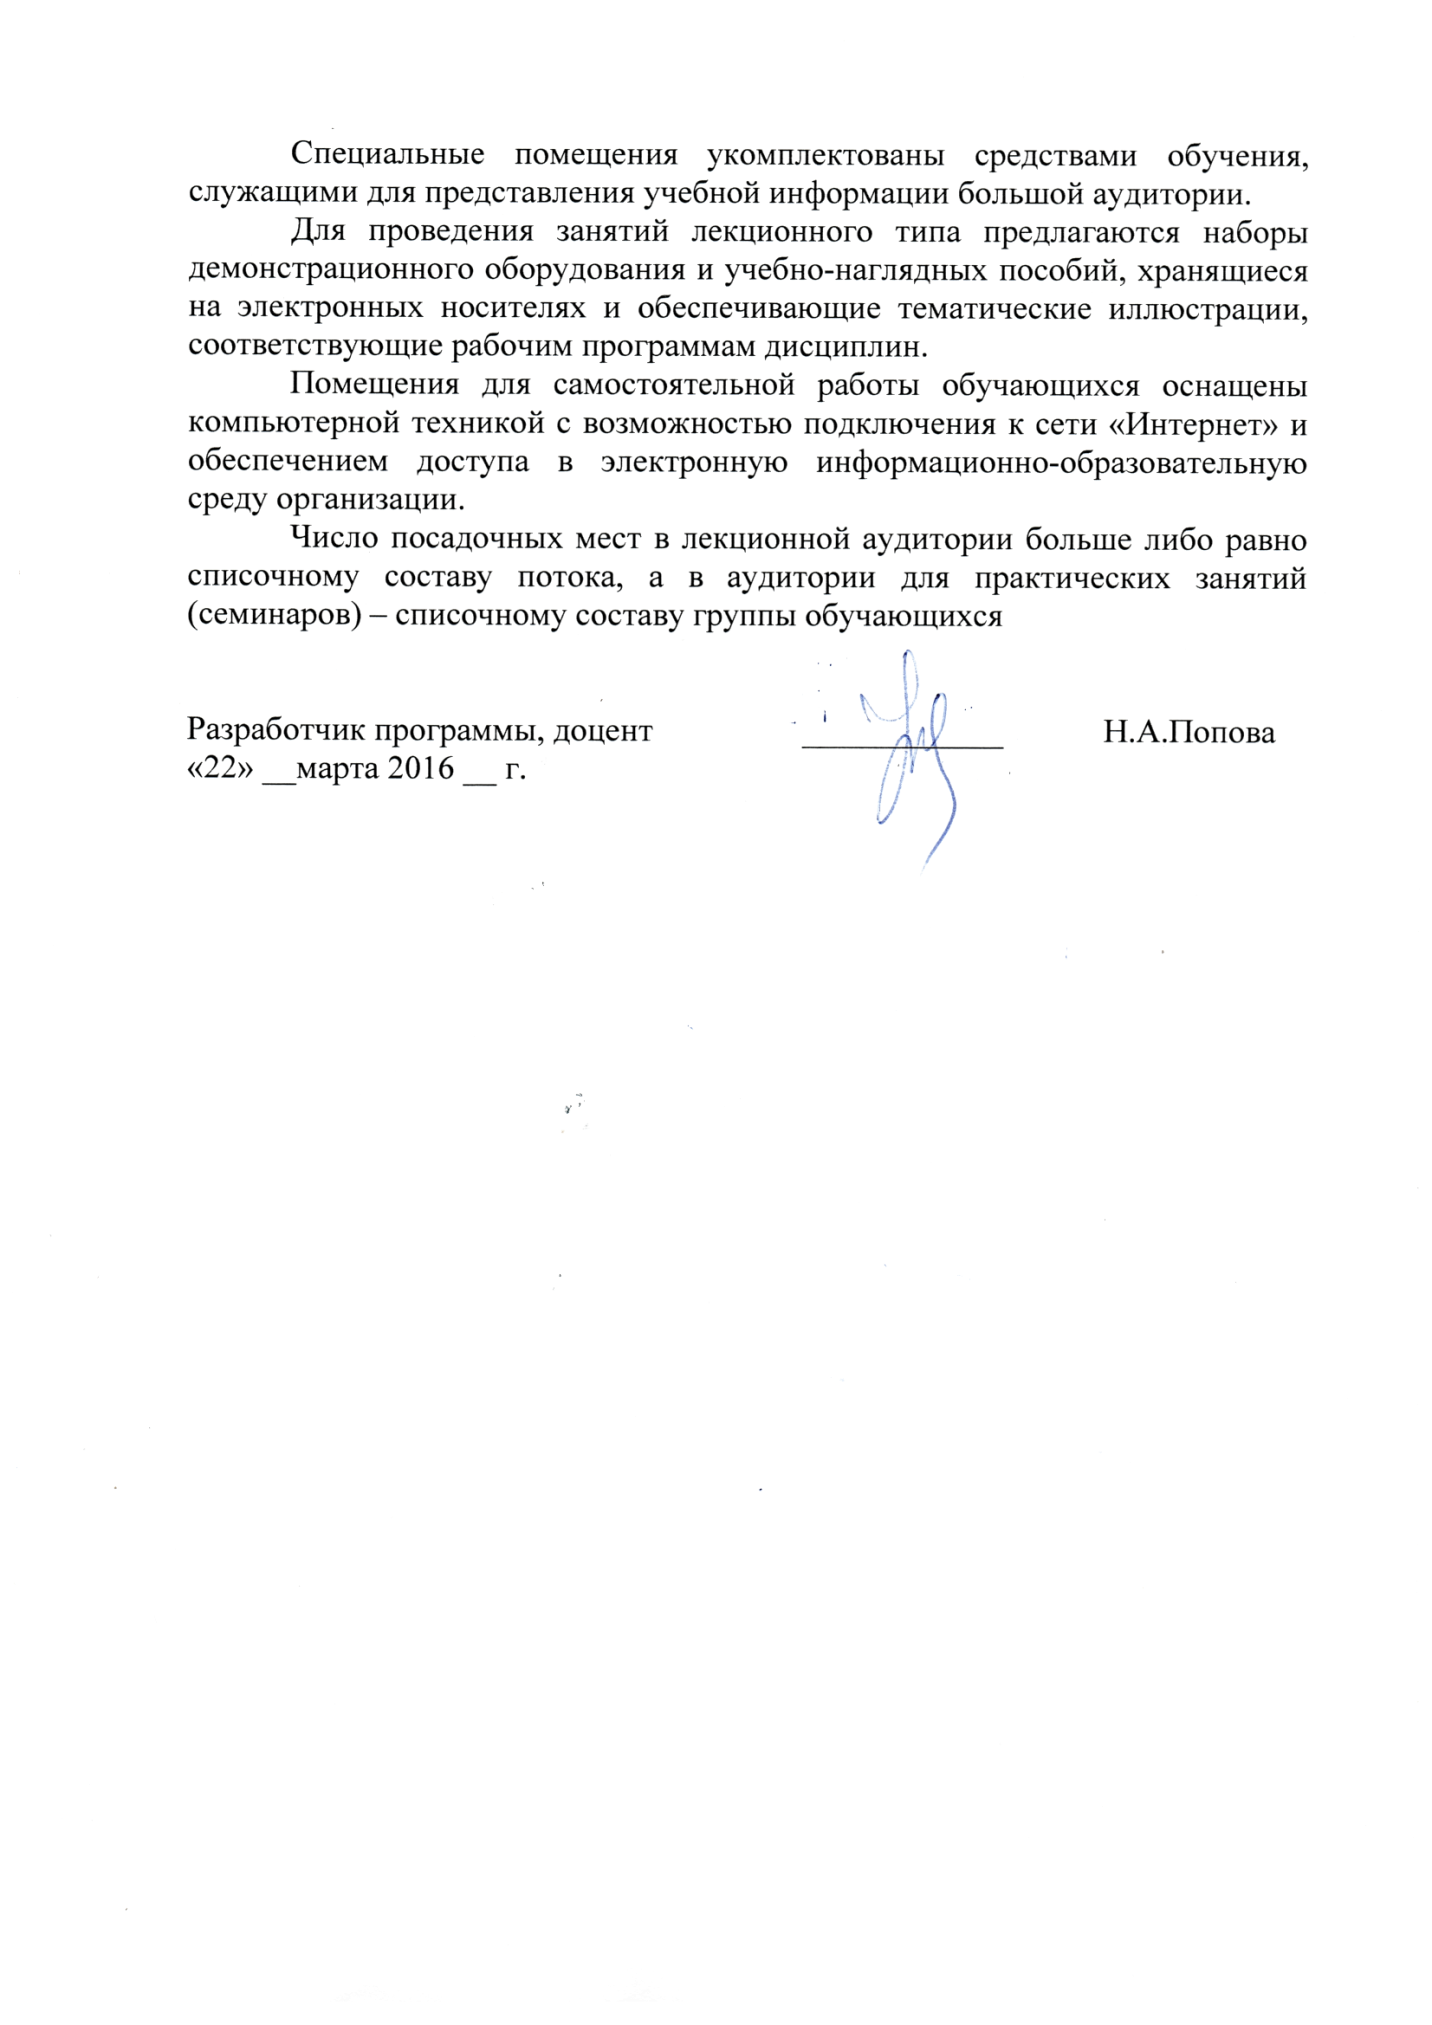 Специальные помещения укомплектованы средствами обучения,
служащими для представления учебной информации большой аудитории.
Для проведения занятий лекционного типа предлагаются наборы
демонстрационного оборудования и учебно-наглядных пособий, хранящиеся
на электронных носителях и обеспечивающие тематические иллюстрации,
соответствующие рабочим программам дисциплин.
Помещения для самостоятельной работы обучающихся оснащены
компьютерной техникой с возможностью подключения к сети «Интернет» и
обеспечением доступа в электронную информационно-образовательную
среду организации.
Число посадочных мест в лекционной аудитории больше либо равно
списочному составу потока, а в аудитории для практических занятий
(семинаров) – списочному составу группы обучающихся
Разработчик программы, доцент ____________ Н.А.Попова
«22» __марта 2016 __ г.